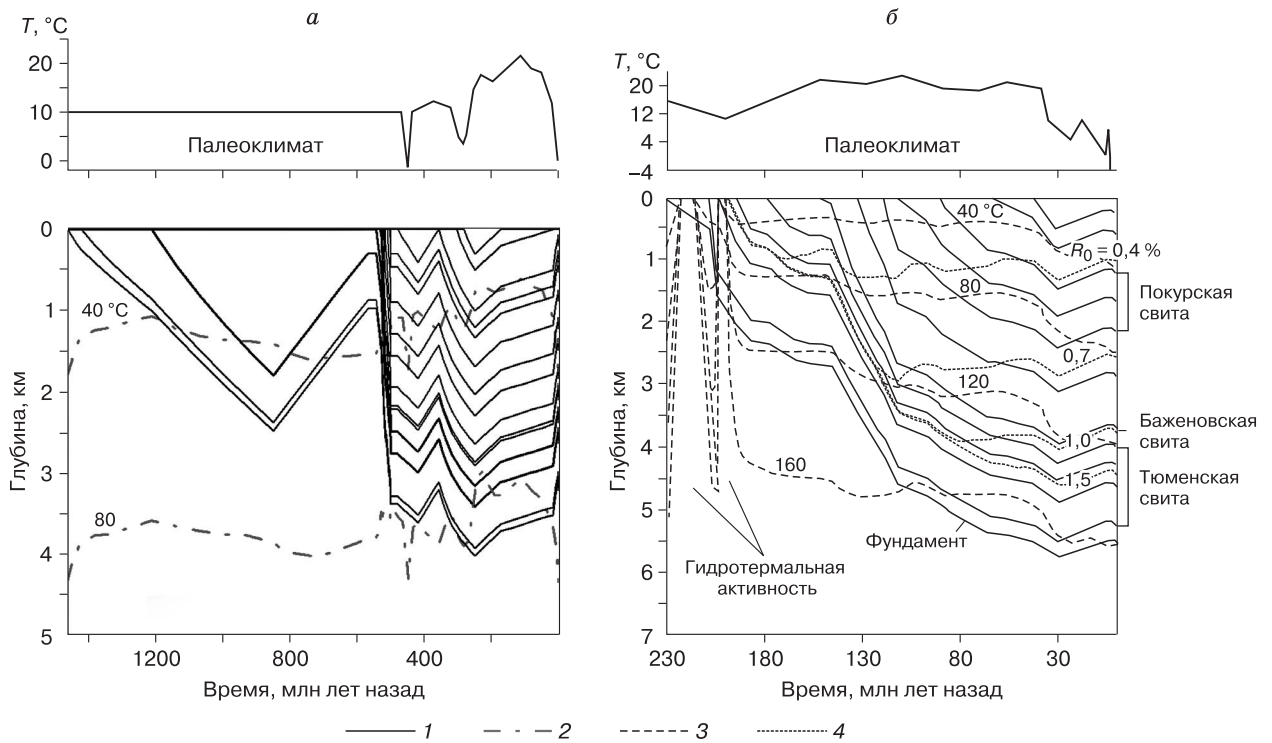 а
T, °C
20
10
0
Палеоклимат
0
1
2
3
4
5
Глубина, км
40 °C
80
1200
800
400
Время, млн лет назад
б
T, °C
20
12
4
−4
Палеоклимат
0
1
2
3
4
5
6
7
Глубина, км
40 °C
R0 = 0,4 %
80
0,7
120
1,0
1,5
160
Фундамент
Гидротермальная
активность
Покурская
свита
Баженовская
свита
Тюменская
свита
230
180
130
80
30
Время, млн лет назад
1
2
3
4